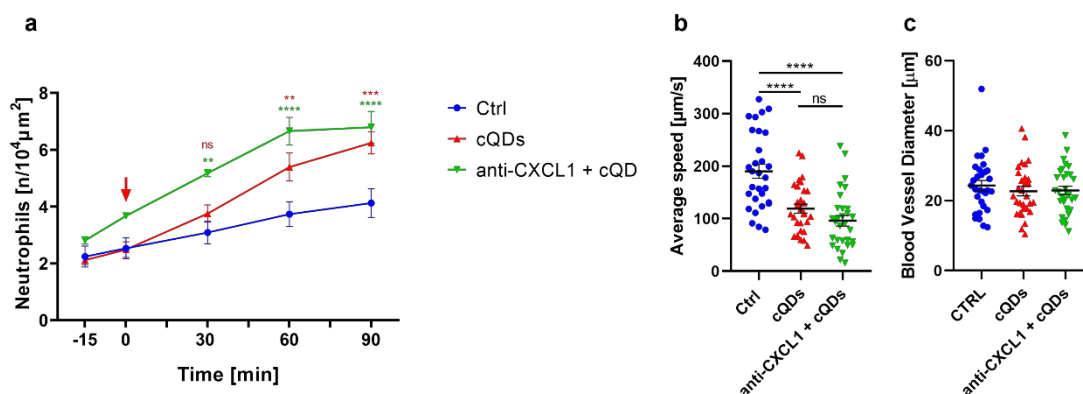 a
Neutrophils [n/10⁴µm²]
8
6
4
2
0
ns
**
**
****
***
****
-15
0
30
60
90
Time [min]
Ctrl
cQDs
anti-CXCL1 + cQD
b
Average speed [µm/s]
400
300
200
100
0
****
****
ns
Ctrl
cQDs
anti-CXCL1 + cQDs
c
Blood Vessel Diameter [µm]
60
40
20
0
CTRL
cQDs
anti-CXCL1 + cQDs